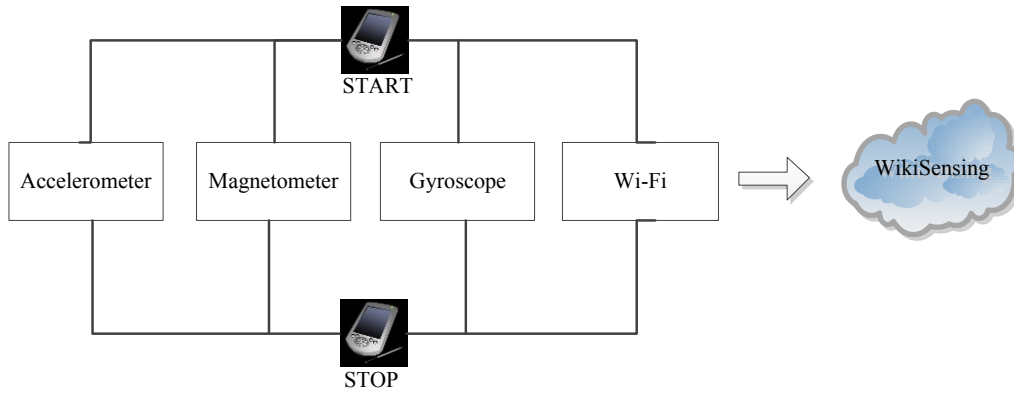 START
Accelerometer
Magnetometer
Gyroscope
Wi-Fi
WikiSensing
STOP